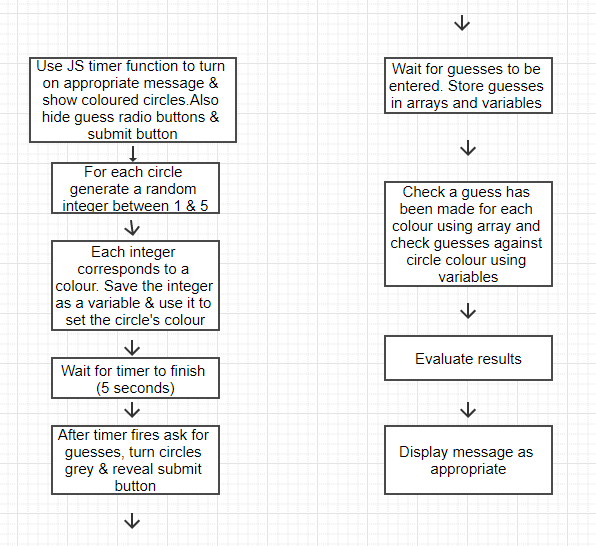 Use JS timer function to turn
on appropriate message &
show coloured circles.Also
hide guess radio buttons &
submit button
For each circle
generate a random
integer between 1 & 5
Each integer
corresponds to a
colour. Save the integer
as a variable & use it to
set the circle's colour
Wait for timer to finish
(5 seconds)
After timer fires ask for
guesses, turn circles
grey & reveal submit
button
Wait for guesses to be
entered. Store guesses
in arrays and variables
Check a guess has
been made for each
colour using array and
check guesses against
circle colour using
variables
Evaluate results
Display message as
appropriate